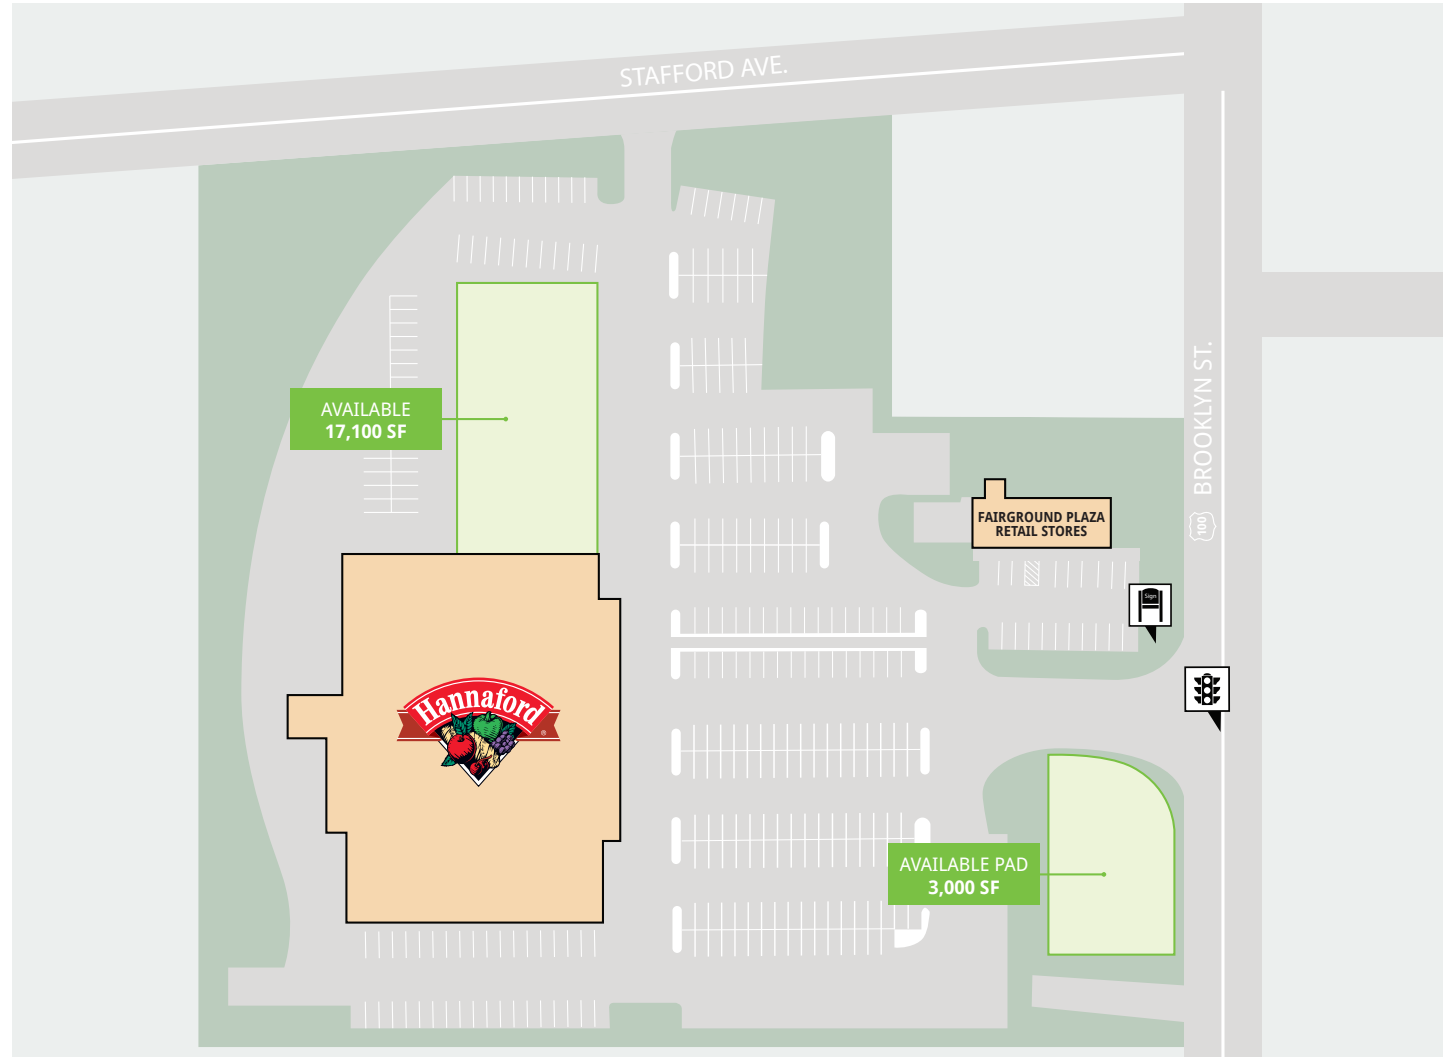 STAFFORD AVE.
BROOKLYN ST.
100
AVAILABLE
17,100 SF
FAIRGROUND PLAZA
RETAIL STORES
Sign
Hannaford
®
AVAILABLE PAD
3,000 SF